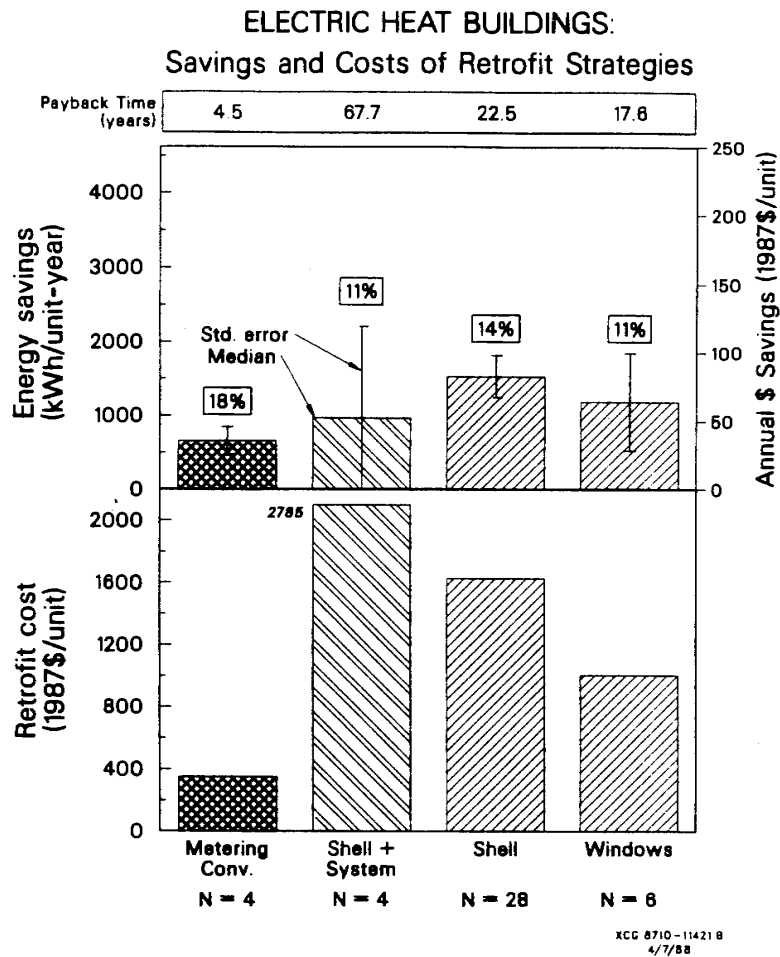 ELECTRIC HEAT BUILDINGS:
Savings and Costs of Retrofit Strategies
Payback Time
(years)
4.5 67.7 22.5 17.6
Energy savings
(kWh/unit-year)
4000
3000
2000
1000
0
Std. error
Median
18%
11%
14%
11%
250
200
150
100
50
0
Annual $ Savings (1987$/unit)
Retrofit cost
(1987$/unit)
2000
1600
1200
800
400
0
2785
Metering
Conv.
N = 4
Shell +
System
N = 4
Shell
N = 28
Windows
N = 6
XCG 8710-11421 B
4/7/88